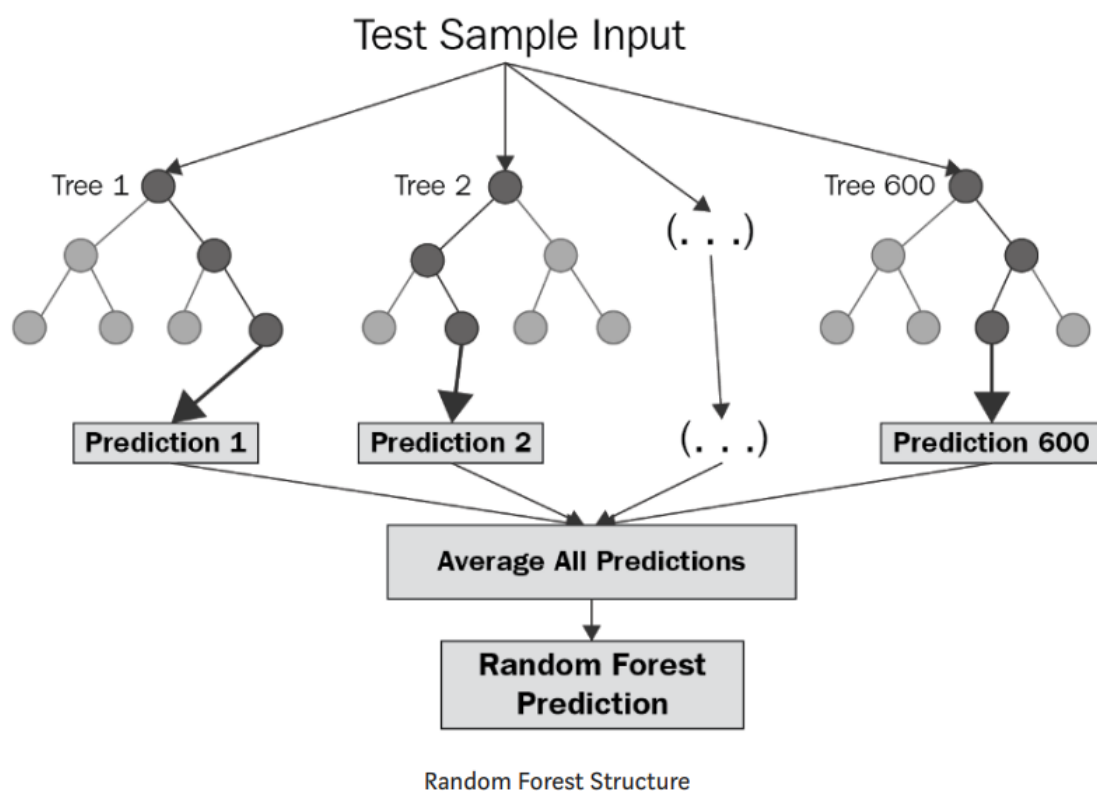 Test Sample Input
Tree 1
Tree 2
(. . .)
Tree 600
Prediction 1
Prediction 2
(. . .)
Prediction 600
Average All Predictions
Random Forest
Prediction
Random Forest Structure